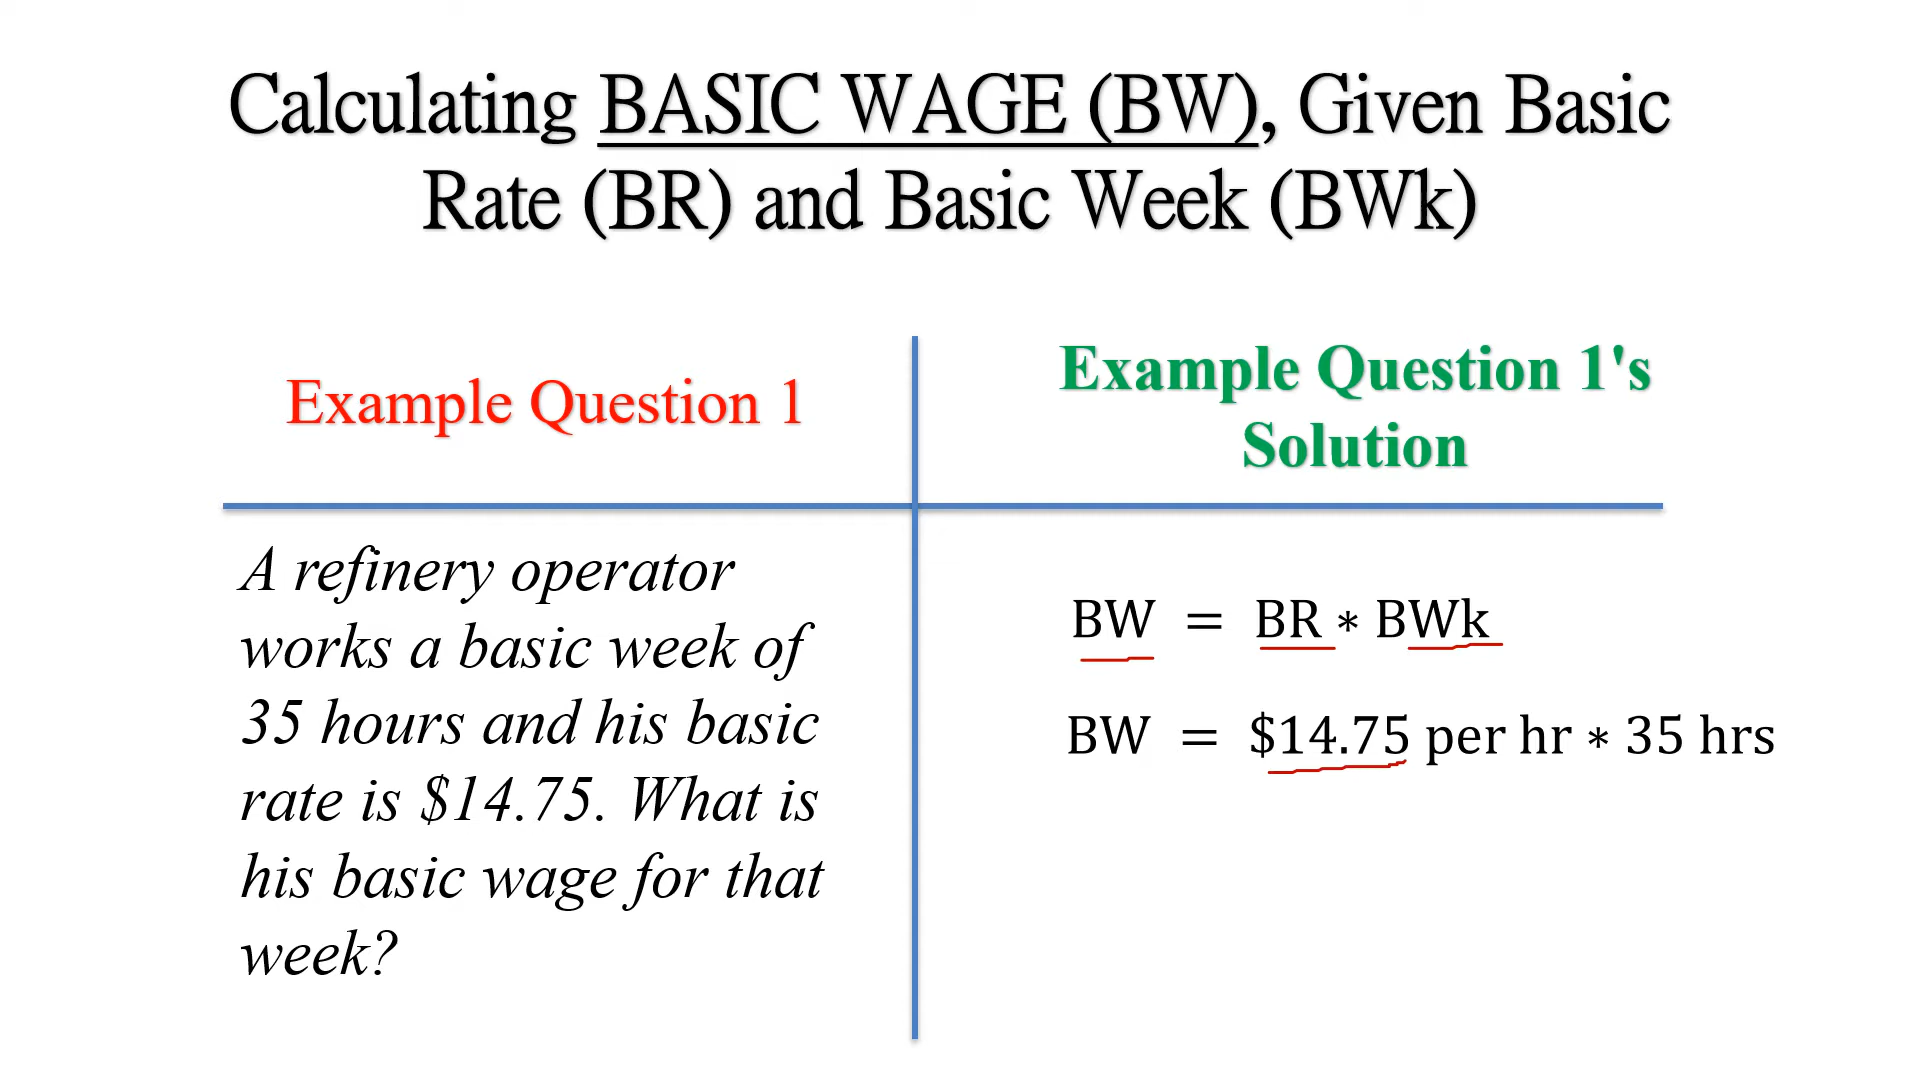 Calculating BASIC WAGE (BW), Given Basic
Rate (BR) and Basic Week (BWk)
Example Question 1
Example Question 1's
Solution
A refinery operator
works a basic week of
35 hours and his basic
rate is $14.75. What is
his basic wage for that
week?
BW = BR ∗ BWk
BW = $14.75 per hr ∗ 35 hrs